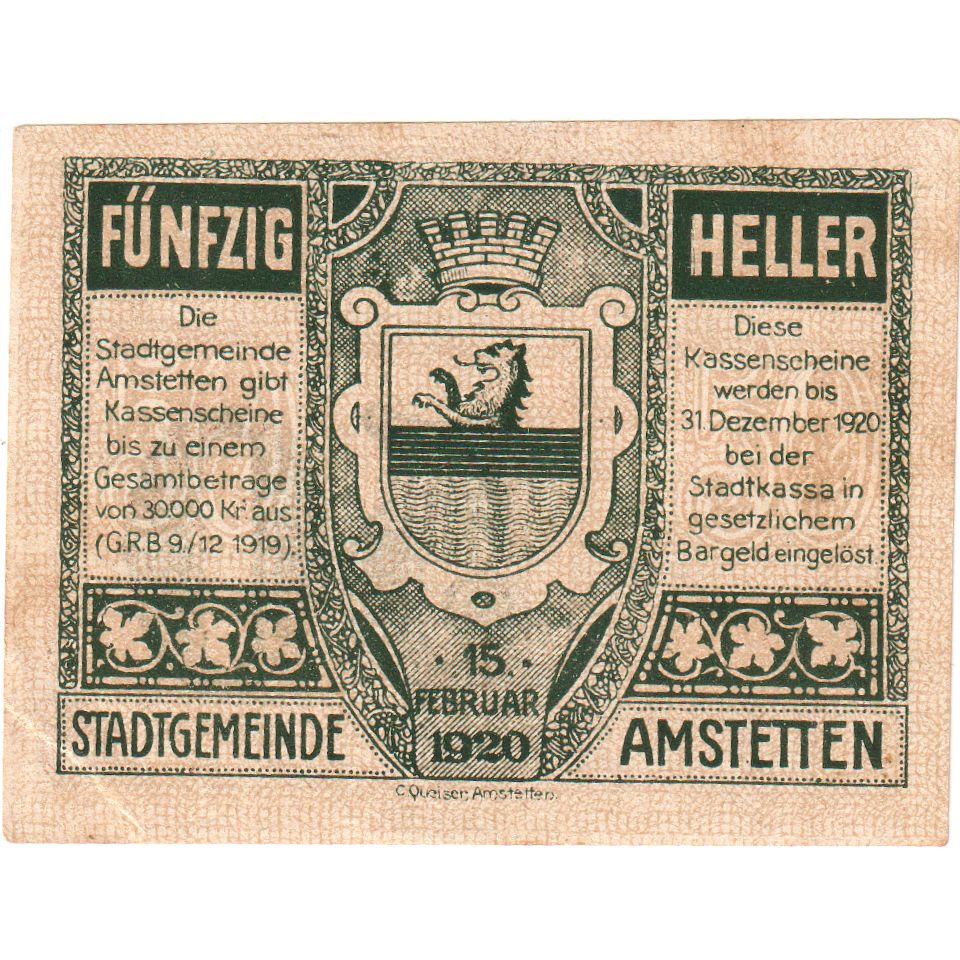 FÜNFZIG
Die
Stadtgemeinde
Amstetten gibt
Kassenscheine
bis zu einem
Gesamtbetrage
von 30.000 Kr aus
(G.R.B 9./12 1919).
HELLER
Diese
Kassenscheine
werden bis
31. Dezember 1920
bei der
Stadtkassa in
gesetzlichem
Bargeld eingelöst.
· 15. ·
FEBRUAR
1920
STADTGEMEINDE
AMSTETTEN
C. Queiser, Amstetten.